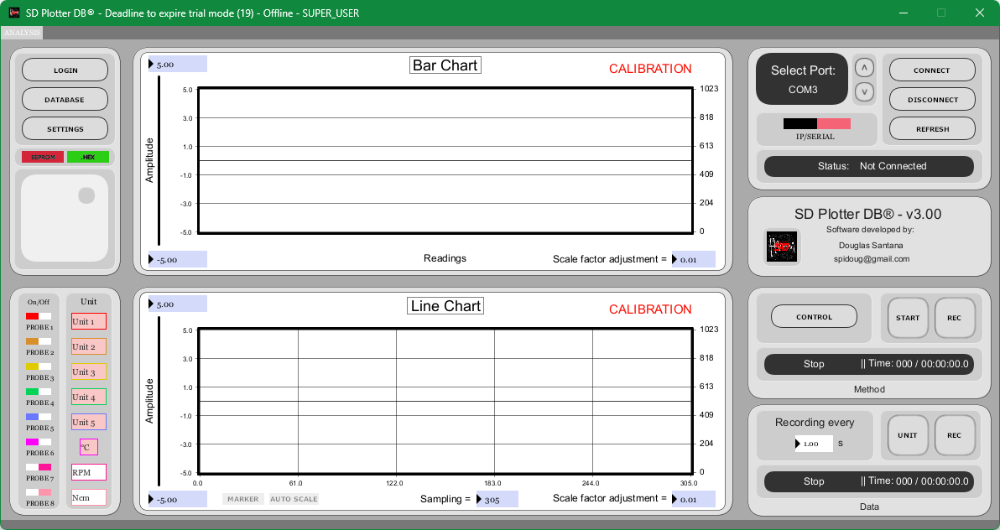 SD Plotter DB® - Deadline to expire trial mode (19) - Offline - SUPER_USER
ANALYSIS
LOGIN
DATABASE
SETTINGS
EEPROM .HEX
5.00
Bar Chart
CALIBRATION
Amplitude
5.0
3.0
1.0
-1.0
-3.0
-5.0
1023
818
613
409
204
0
-5.00
Readings
Scale factor adjustment = 0.01
Select Port:
COM3
^
v
CONNECT
DISCONNECT
REFRESH
IP/SERIAL
Status: Not Connected
SD Plotter DB® - v3.00
Software developed by:
Douglas Santana
spidoug@gmail.com
SD
On/Off
PROBE 1
PROBE 2
PROBE 3
PROBE 4
PROBE 5
PROBE 6
PROBE 7
PROBE 8
Unit
Unit 1
Unit 2
Unit 3
Unit 4
Unit 5
°C
RPM
Ncm
5.00
Line Chart
CALIBRATION
Amplitude
5.0
3.0
1.0
-1.0
-3.0
-5.0
1023
818
613
409
204
0
0.0 61.0 122.0 183.0 244.0 305.0
-5.00
MARKER AUTO SCALE
Sampling = 305
Scale factor adjustment = 0.01
CONTROL
START
REC
Stop || Time: 000 / 00:00:00.0
Method
Recording every
1.00 s
UNIT
REC
Stop || Time: 000 / 00:00:00.0
Data